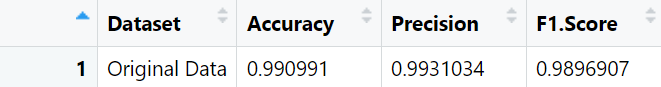 Dataset Accuracy Precision F1.Score
1 Original Data 0.990991 0.9931034 0.9896907